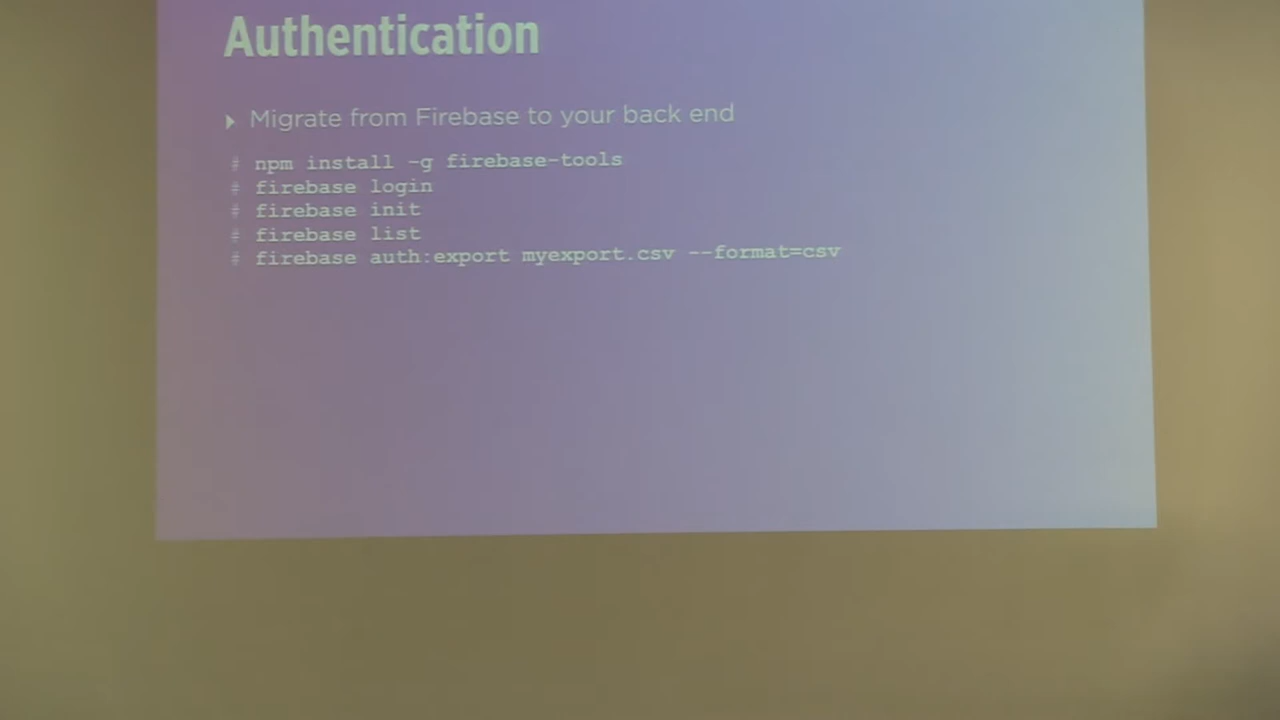 Authentication
Migrate from Firebase to your back end
# npm install -g firebase-tools
# firebase login
# firebase init
# firebase list
# firebase auth:export myexport.csv --format=csv